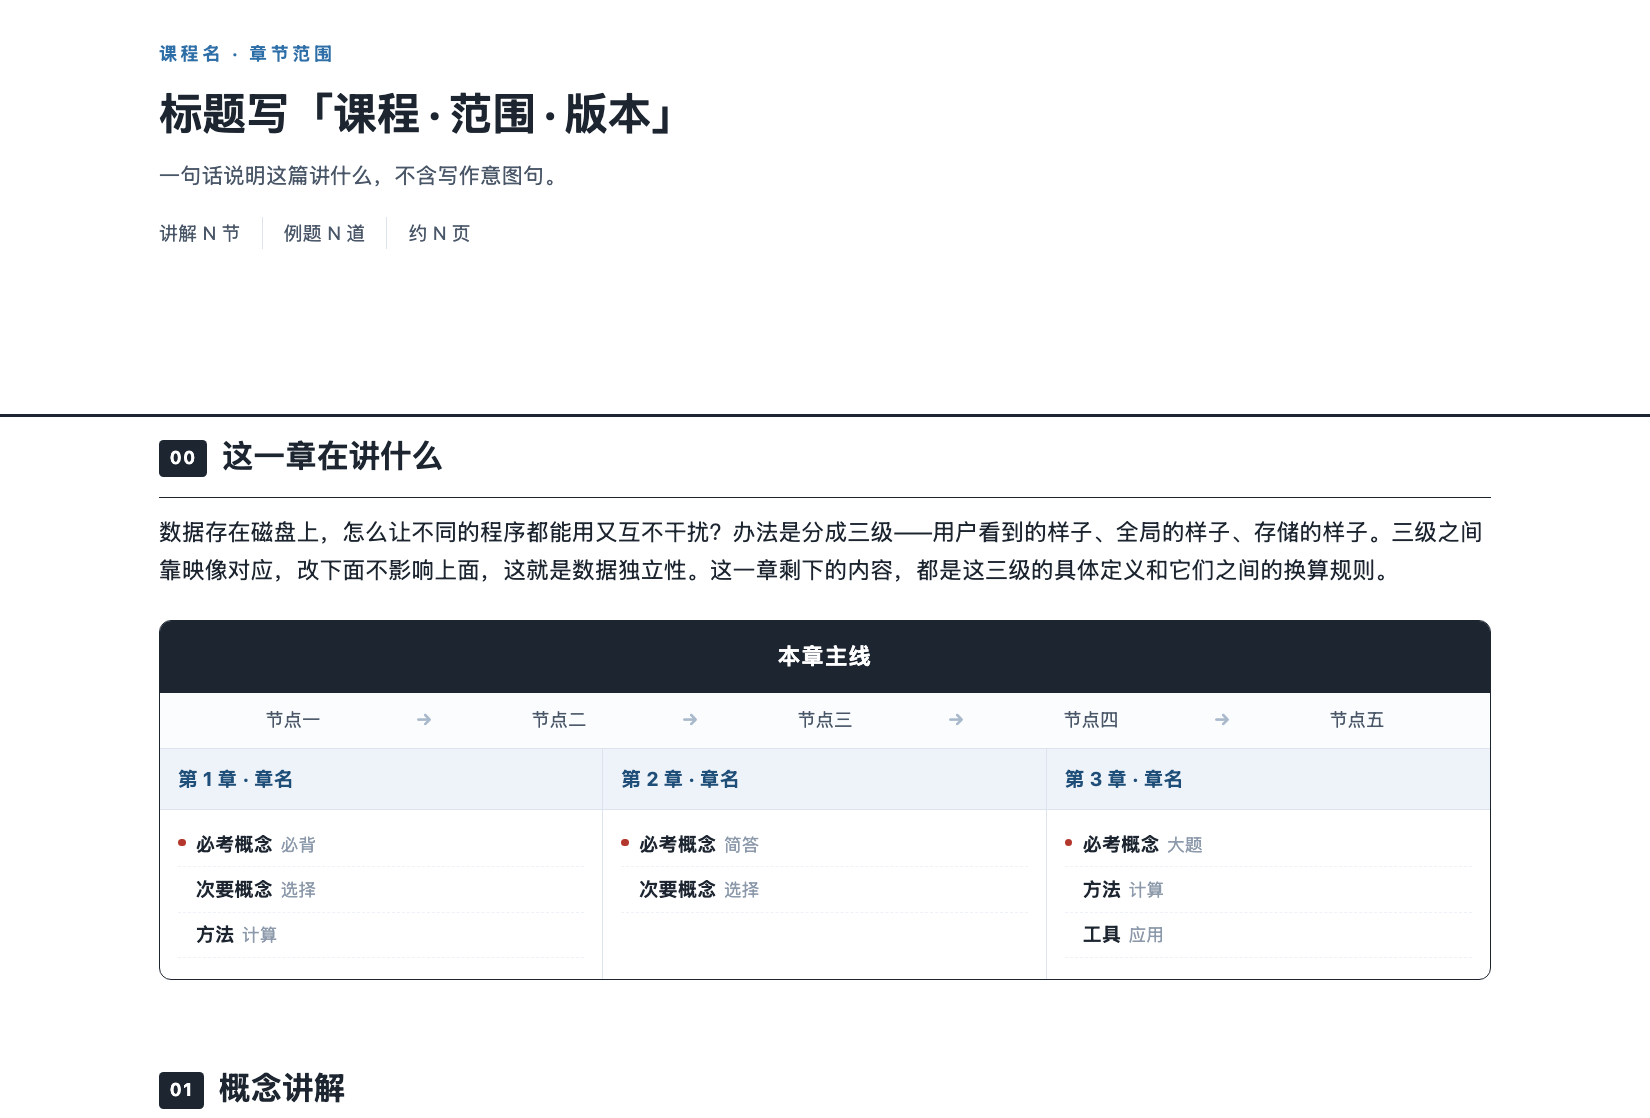 课程名 · 章节范围
标题写「课程 · 范围 · 版本」
一句话说明这篇讲什么，不含写作意图句。
讲解 N 节 例题 N 道 约 N 页
00 这一章在讲什么
数据存在磁盘上，怎么让不同的程序都能用又互不干扰？办法是分成三级——用户看到的样子、全局的样子、存储的样子。三级之间
靠映像对应，改下面不影响上面，这就是数据独立性。这一章剩下的内容，都是这三级的具体定义和它们之间的换算规则。
本章主线
节点一 → 节点二 → 节点三 → 节点四 → 节点五
第 1 章 · 章名 第 2 章 · 章名 第 3 章 · 章名
必考概念 必背 必考概念 简答 必考概念 大题
次要概念 选择 次要概念 选择 方法 计算
方法 计算 工具 应用
01 概念讲解